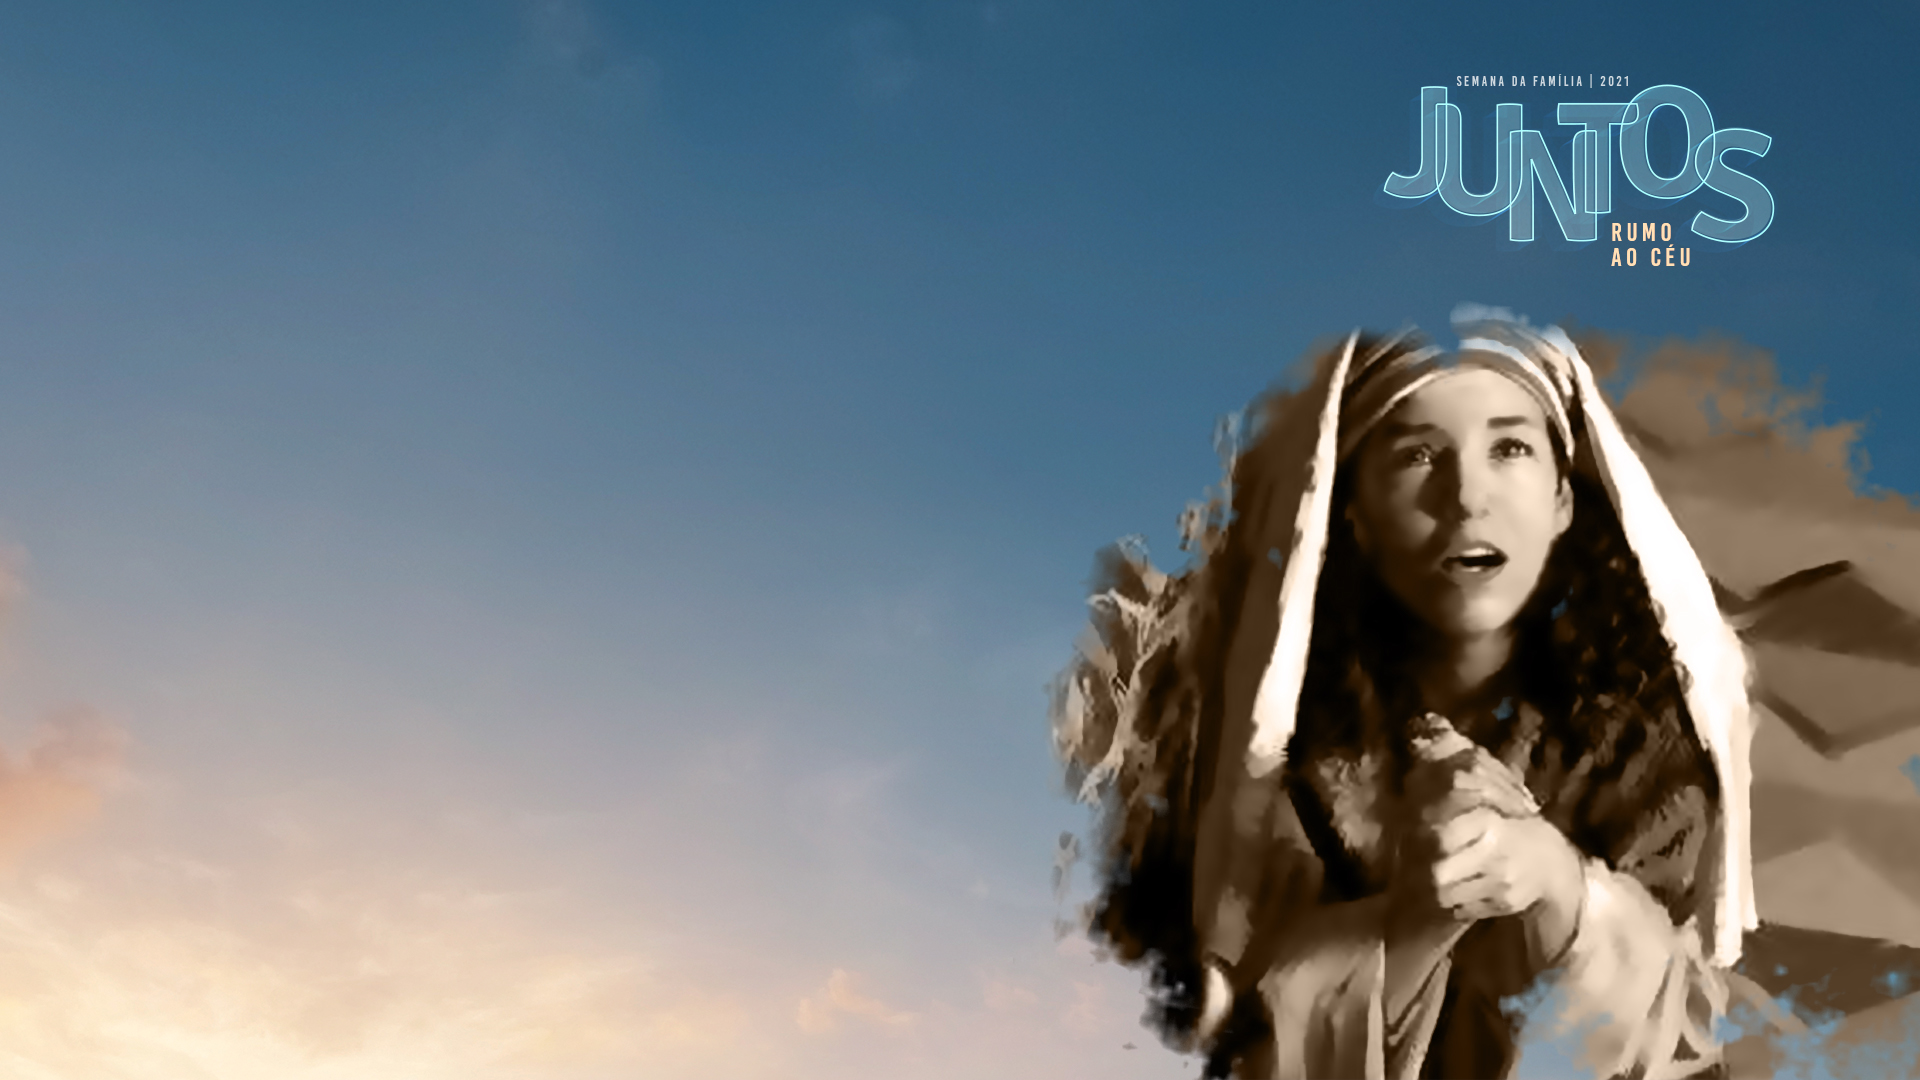 SEMANA DA FAMÍLIA | 2021
JUNTOS
RUMO
AO CÉU